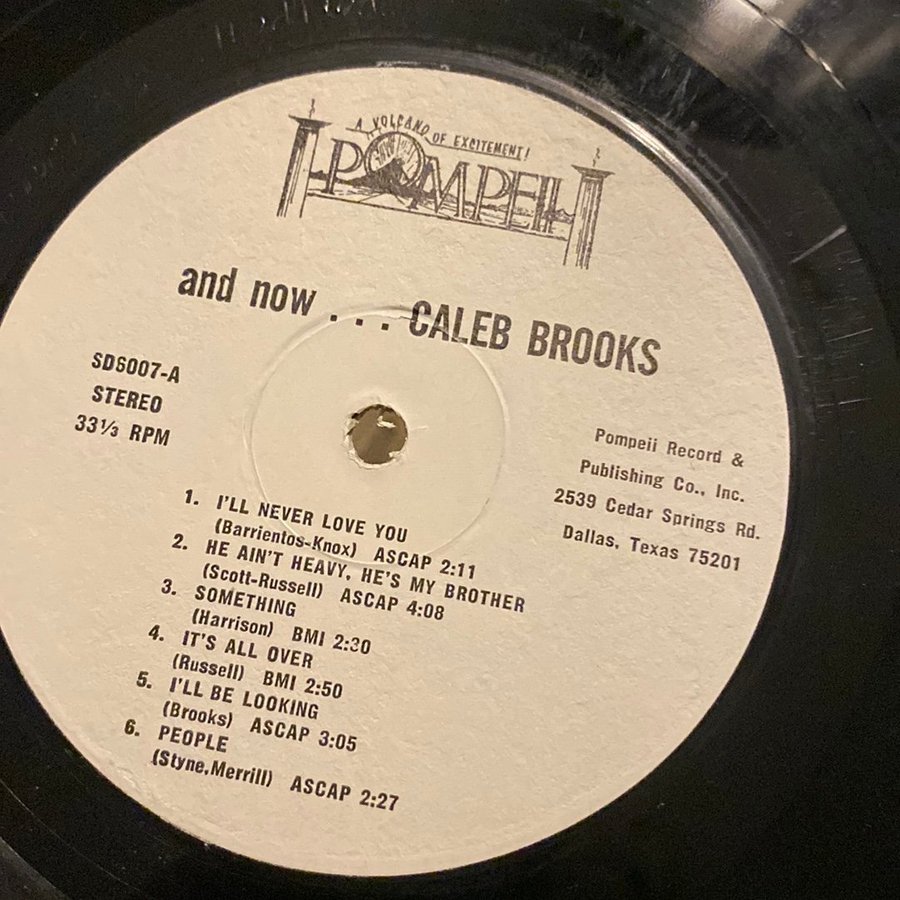 A VOLCANO OF EXCITEMENT!
POMPEII
and now . . . CALEB BROOKS
SD6007-A
STEREO
33⅓ RPM
Pompeii Record &
Publishing Co., Inc.
2539 Cedar Springs Rd.
Dallas, Texas 75201
1. I'LL NEVER LOVE YOU
(Barrientos-Knox) ASCAP 2:11
2. HE AIN'T HEAVY, HE'S MY BROTHER
(Scott-Russell) ASCAP 4:08
3. SOMETHING
(Harrison) BMI 2:30
4. IT'S ALL OVER
(Russell) BMI 2:50
5. I'LL BE LOOKING
(Brooks) ASCAP 3:05
6. PEOPLE
(Styne,Merrill) ASCAP 2:27